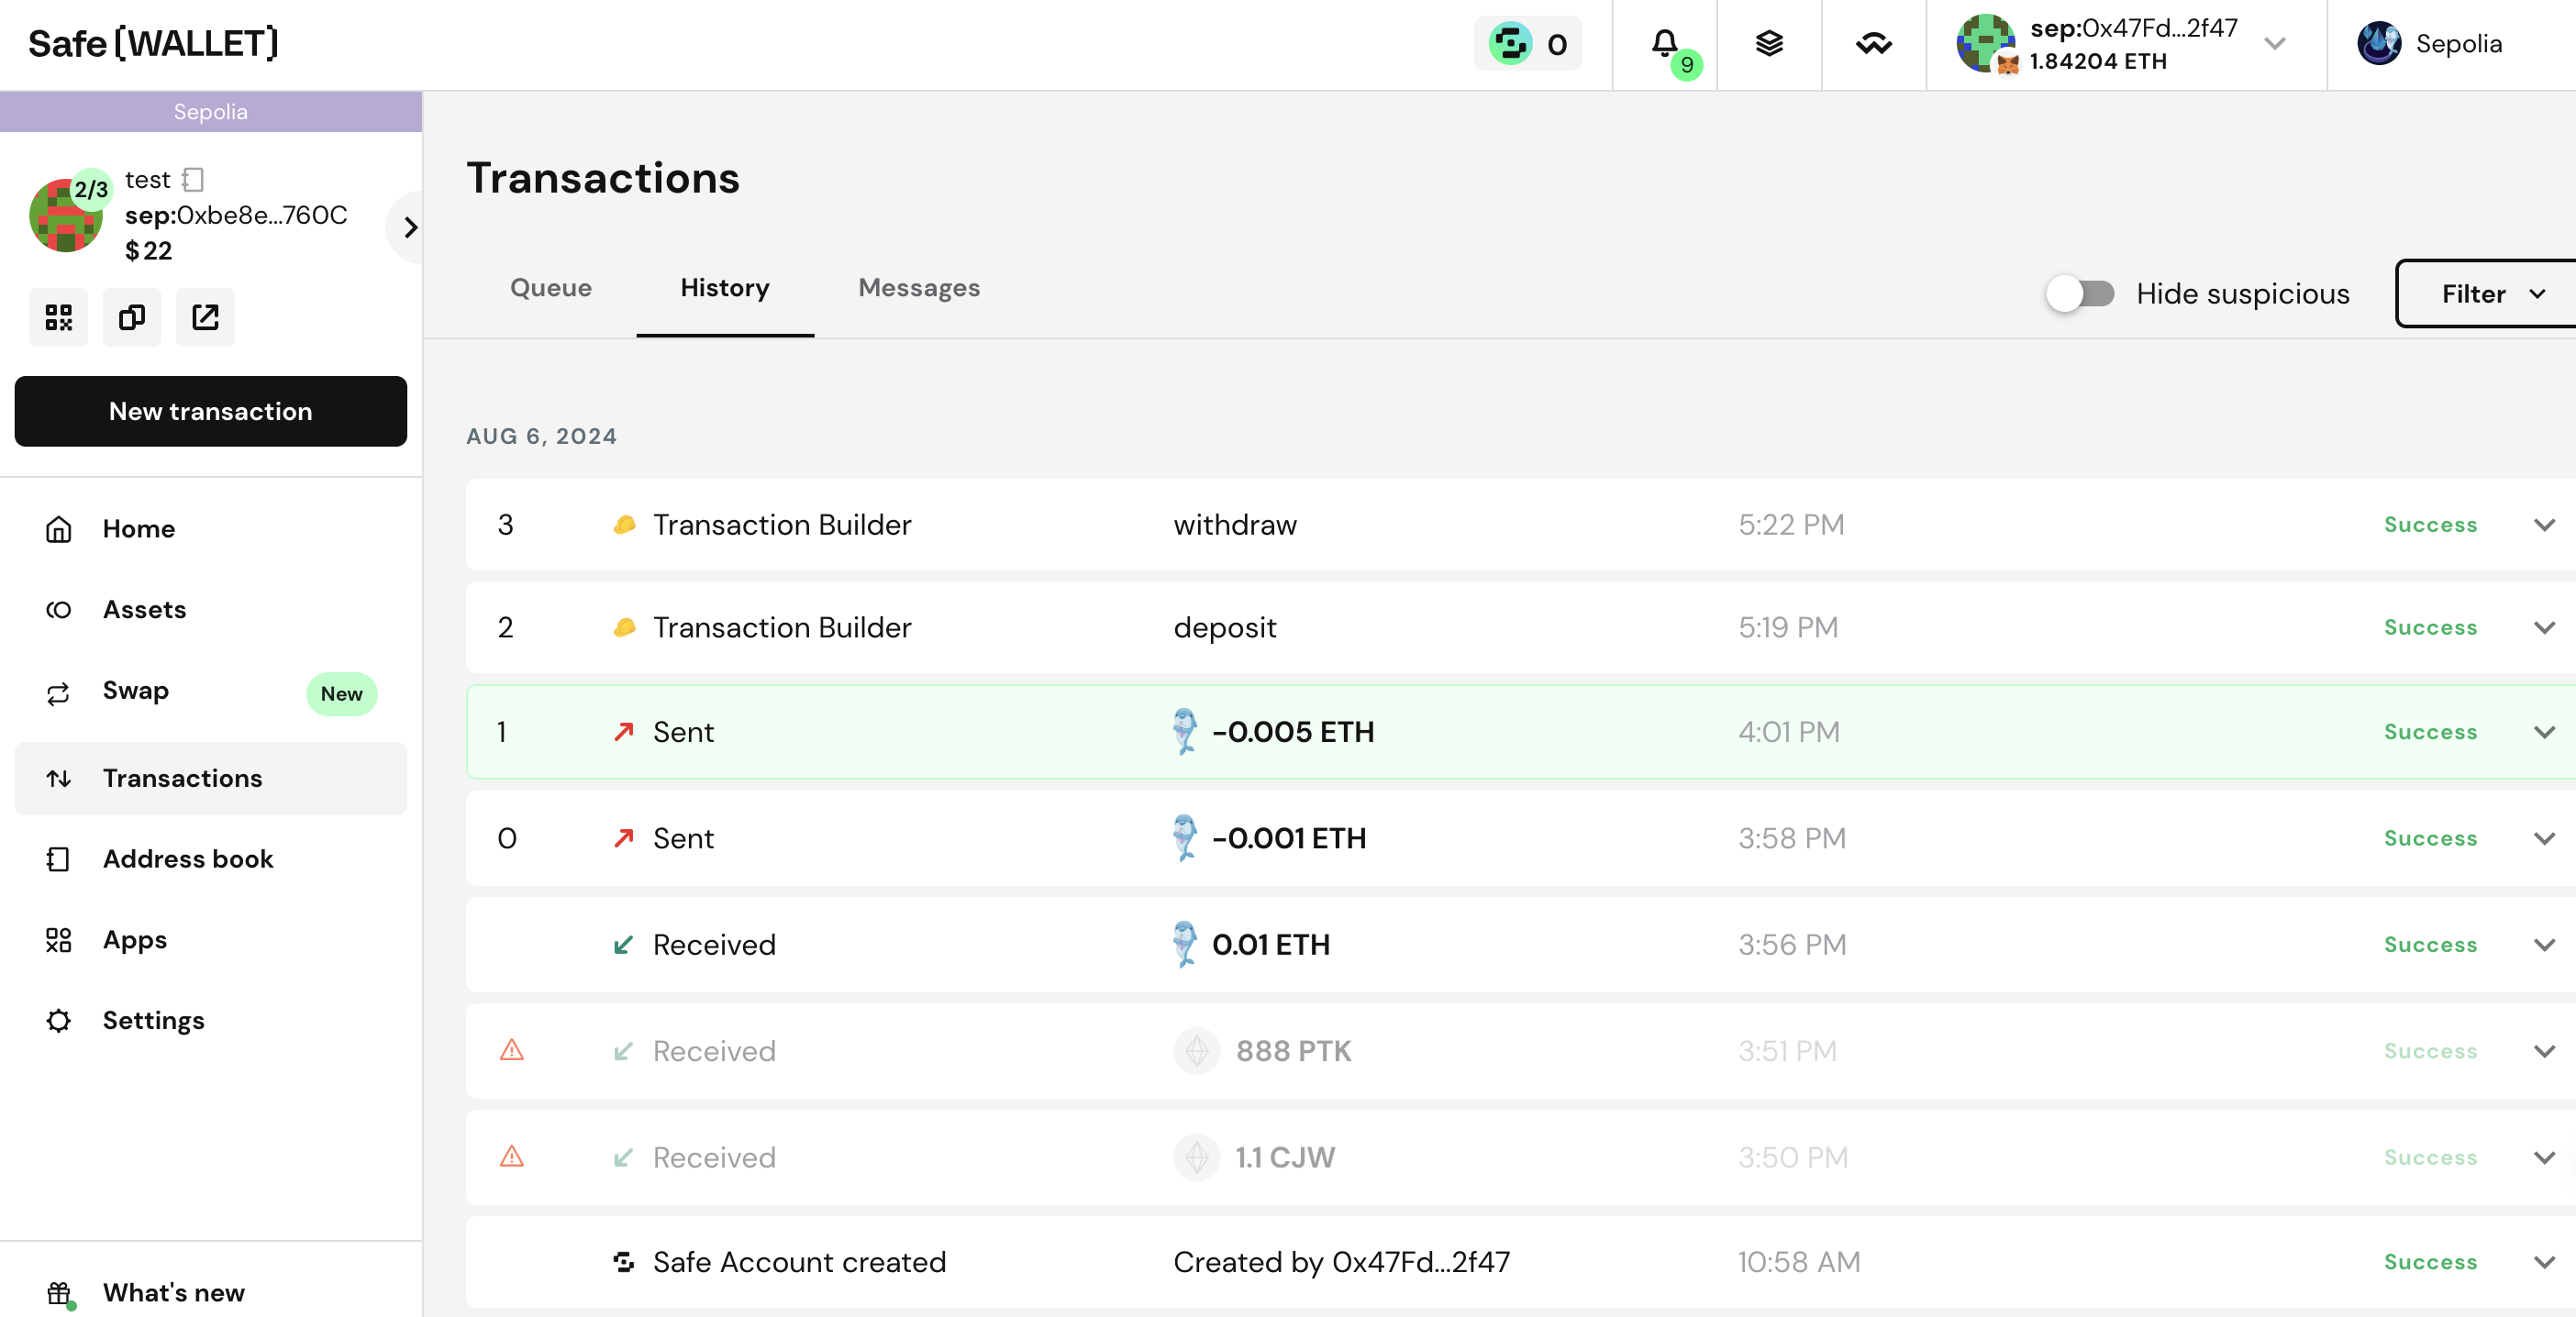 Safe{WALLET}
0
9
sep:0x47Fd...2f47
1.84204 ETH
Sepolia
Sepolia
2/3
test
sep:0xbe8e...760C
$ 22
New transaction
Home
Assets
Swap
New
Transactions
Address book
Apps
Settings
What's new
Transactions
Queue
History
Messages
Hide suspicious
Filter
AUG 6, 2024
3 Transaction Builder withdraw 5:22 PM Success
2 Transaction Builder deposit 5:19 PM Success
1 Sent -0.005 ETH 4:01 PM Success
0 Sent -0.001 ETH 3:58 PM Success
Received 0.01 ETH 3:56 PM Success
Received 888 PTK 3:51 PM Success
Received 1.1 CJW 3:50 PM Success
Safe Account created Created by 0x47Fd...2f47 10:58 AM Success